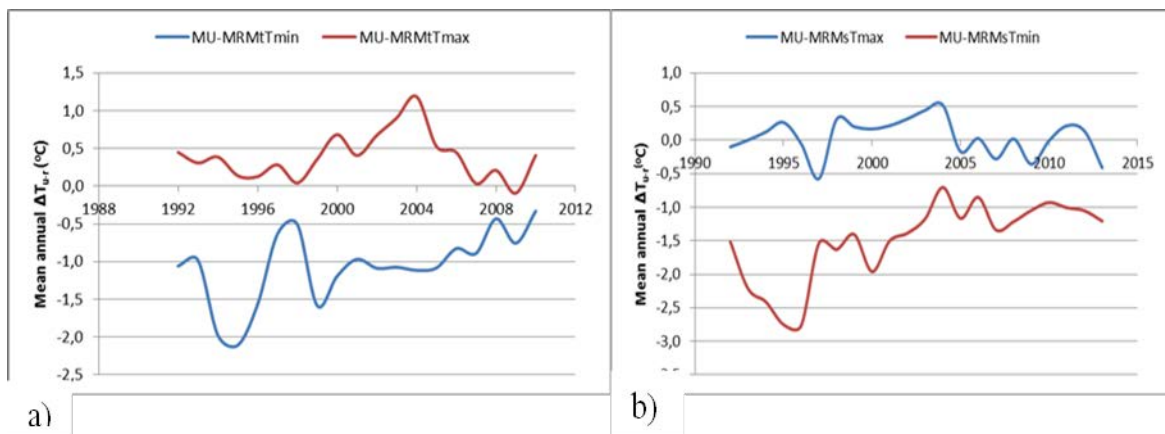 MU-MRMtTmin MU-MRMtTmax
Mean annual ΔTu-r (°C)
1,5
1,0
0,5
0,0
-0,5
-1,0
-1,5
-2,0
-2,5
1988 1992 1996 2000 2004 2008 2012
a)
MU-MRMsTmax MU-MRMsTmin
Mean annual ΔTu-r(°C)
1,0
0,5
0,0
-0,5
-1,0
-1,5
-2,0
-2,5
-3,0
-3,5
1990 1995 2000 2005 2010 2015
b)